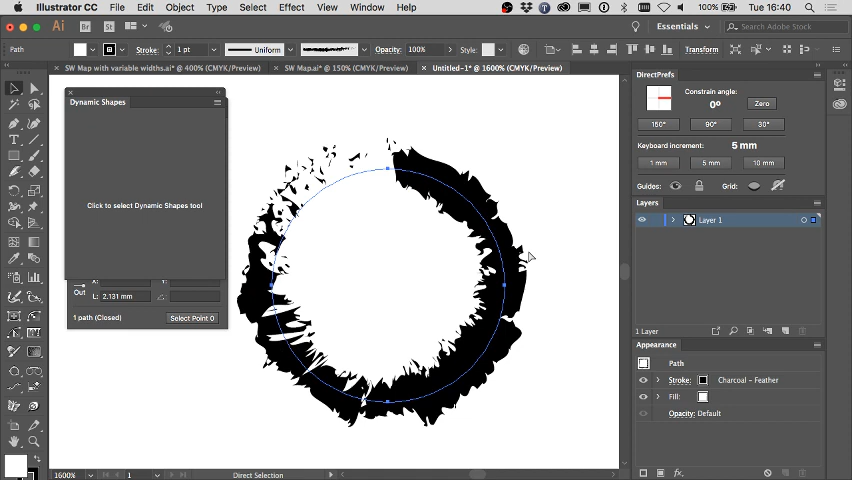 Illustrator CC File Edit Object Type Select Effect View Window Help
100% Tue 16:40
Ai Br St Essentials Search Adobe Stock
Path Stroke: 1 pt Uniform Opacity: 100% Style: Transform
× SW Map with variable widths.ai* @ 400% (CMYK/Preview) × SW Map.ai* @ 150% (CMYK/Preview) × Untitled-1* @ 1600% (CMYK/Preview)
Dynamic Shapes
Click to select Dynamic Shapes tool
X: Y:
Out L: 2.131 mm
1 path (Closed) Select Point 0
DirectPrefs
Constrain angle:
0º Zero
150° 90° 30°
Keyboard increment: 5 mm
1 mm 5 mm 10 mm
Guides: Grid:
Layers
Layer 1
1 Layer
Appearance
Path
Stroke: Charcoal - Feather
Fill:
Opacity: Default
fx
1600% 1 Direct Selection